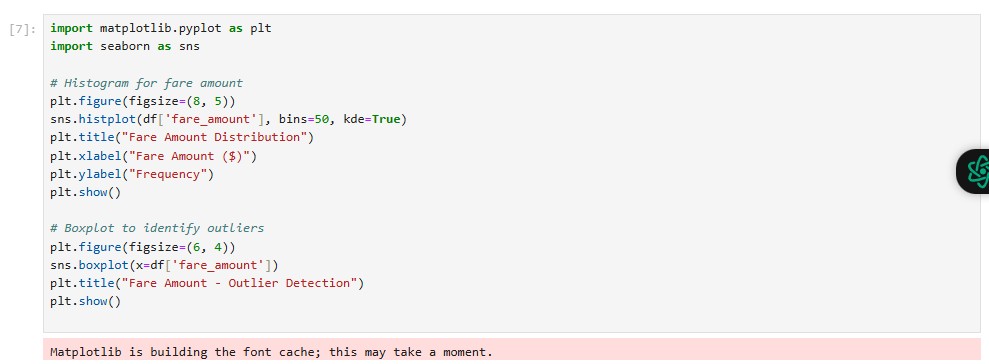 [7]:
import matplotlib.pyplot as plt
import seaborn as sns

# Histogram for fare amount
plt.figure(figsize=(8, 5))
sns.histplot(df['fare_amount'], bins=50, kde=True)
plt.title("Fare Amount Distribution")
plt.xlabel("Fare Amount ($)")
plt.ylabel("Frequency")
plt.show()

# Boxplot to identify outliers
plt.figure(figsize=(6, 4))
sns.boxplot(x=df['fare_amount'])
plt.title("Fare Amount - Outlier Detection")
plt.show()

Matplotlib is building the font cache; this may take a moment.